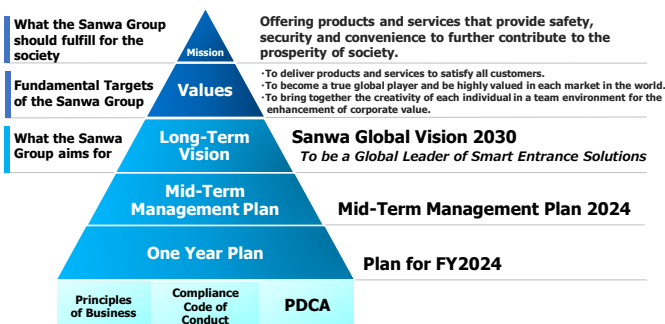 What the Sanwa Group
should fulfill for the
society
Mission
Offering products and services that provide safety,
security and convenience to further contribute to the
prosperity of society.
Fundamental Targets
of the Sanwa Group
Values
・To deliver products and services to satisfy all customers.
・To become a true global player and be highly valued in each market in the world.
・To bring together the creativity of each individual in a team environment for the
enhancement of corporate value.
What the Sanwa
Group aims for
Long-Term
Vision
Sanwa Global Vision 2030
To be a Global Leader of Smart Entrance Solutions
Mid-Term
Management Plan
Mid-Term Management Plan 2024
One Year Plan
Plan for FY2024
Principles
of Business
Compliance
Code of
Conduct
PDCA